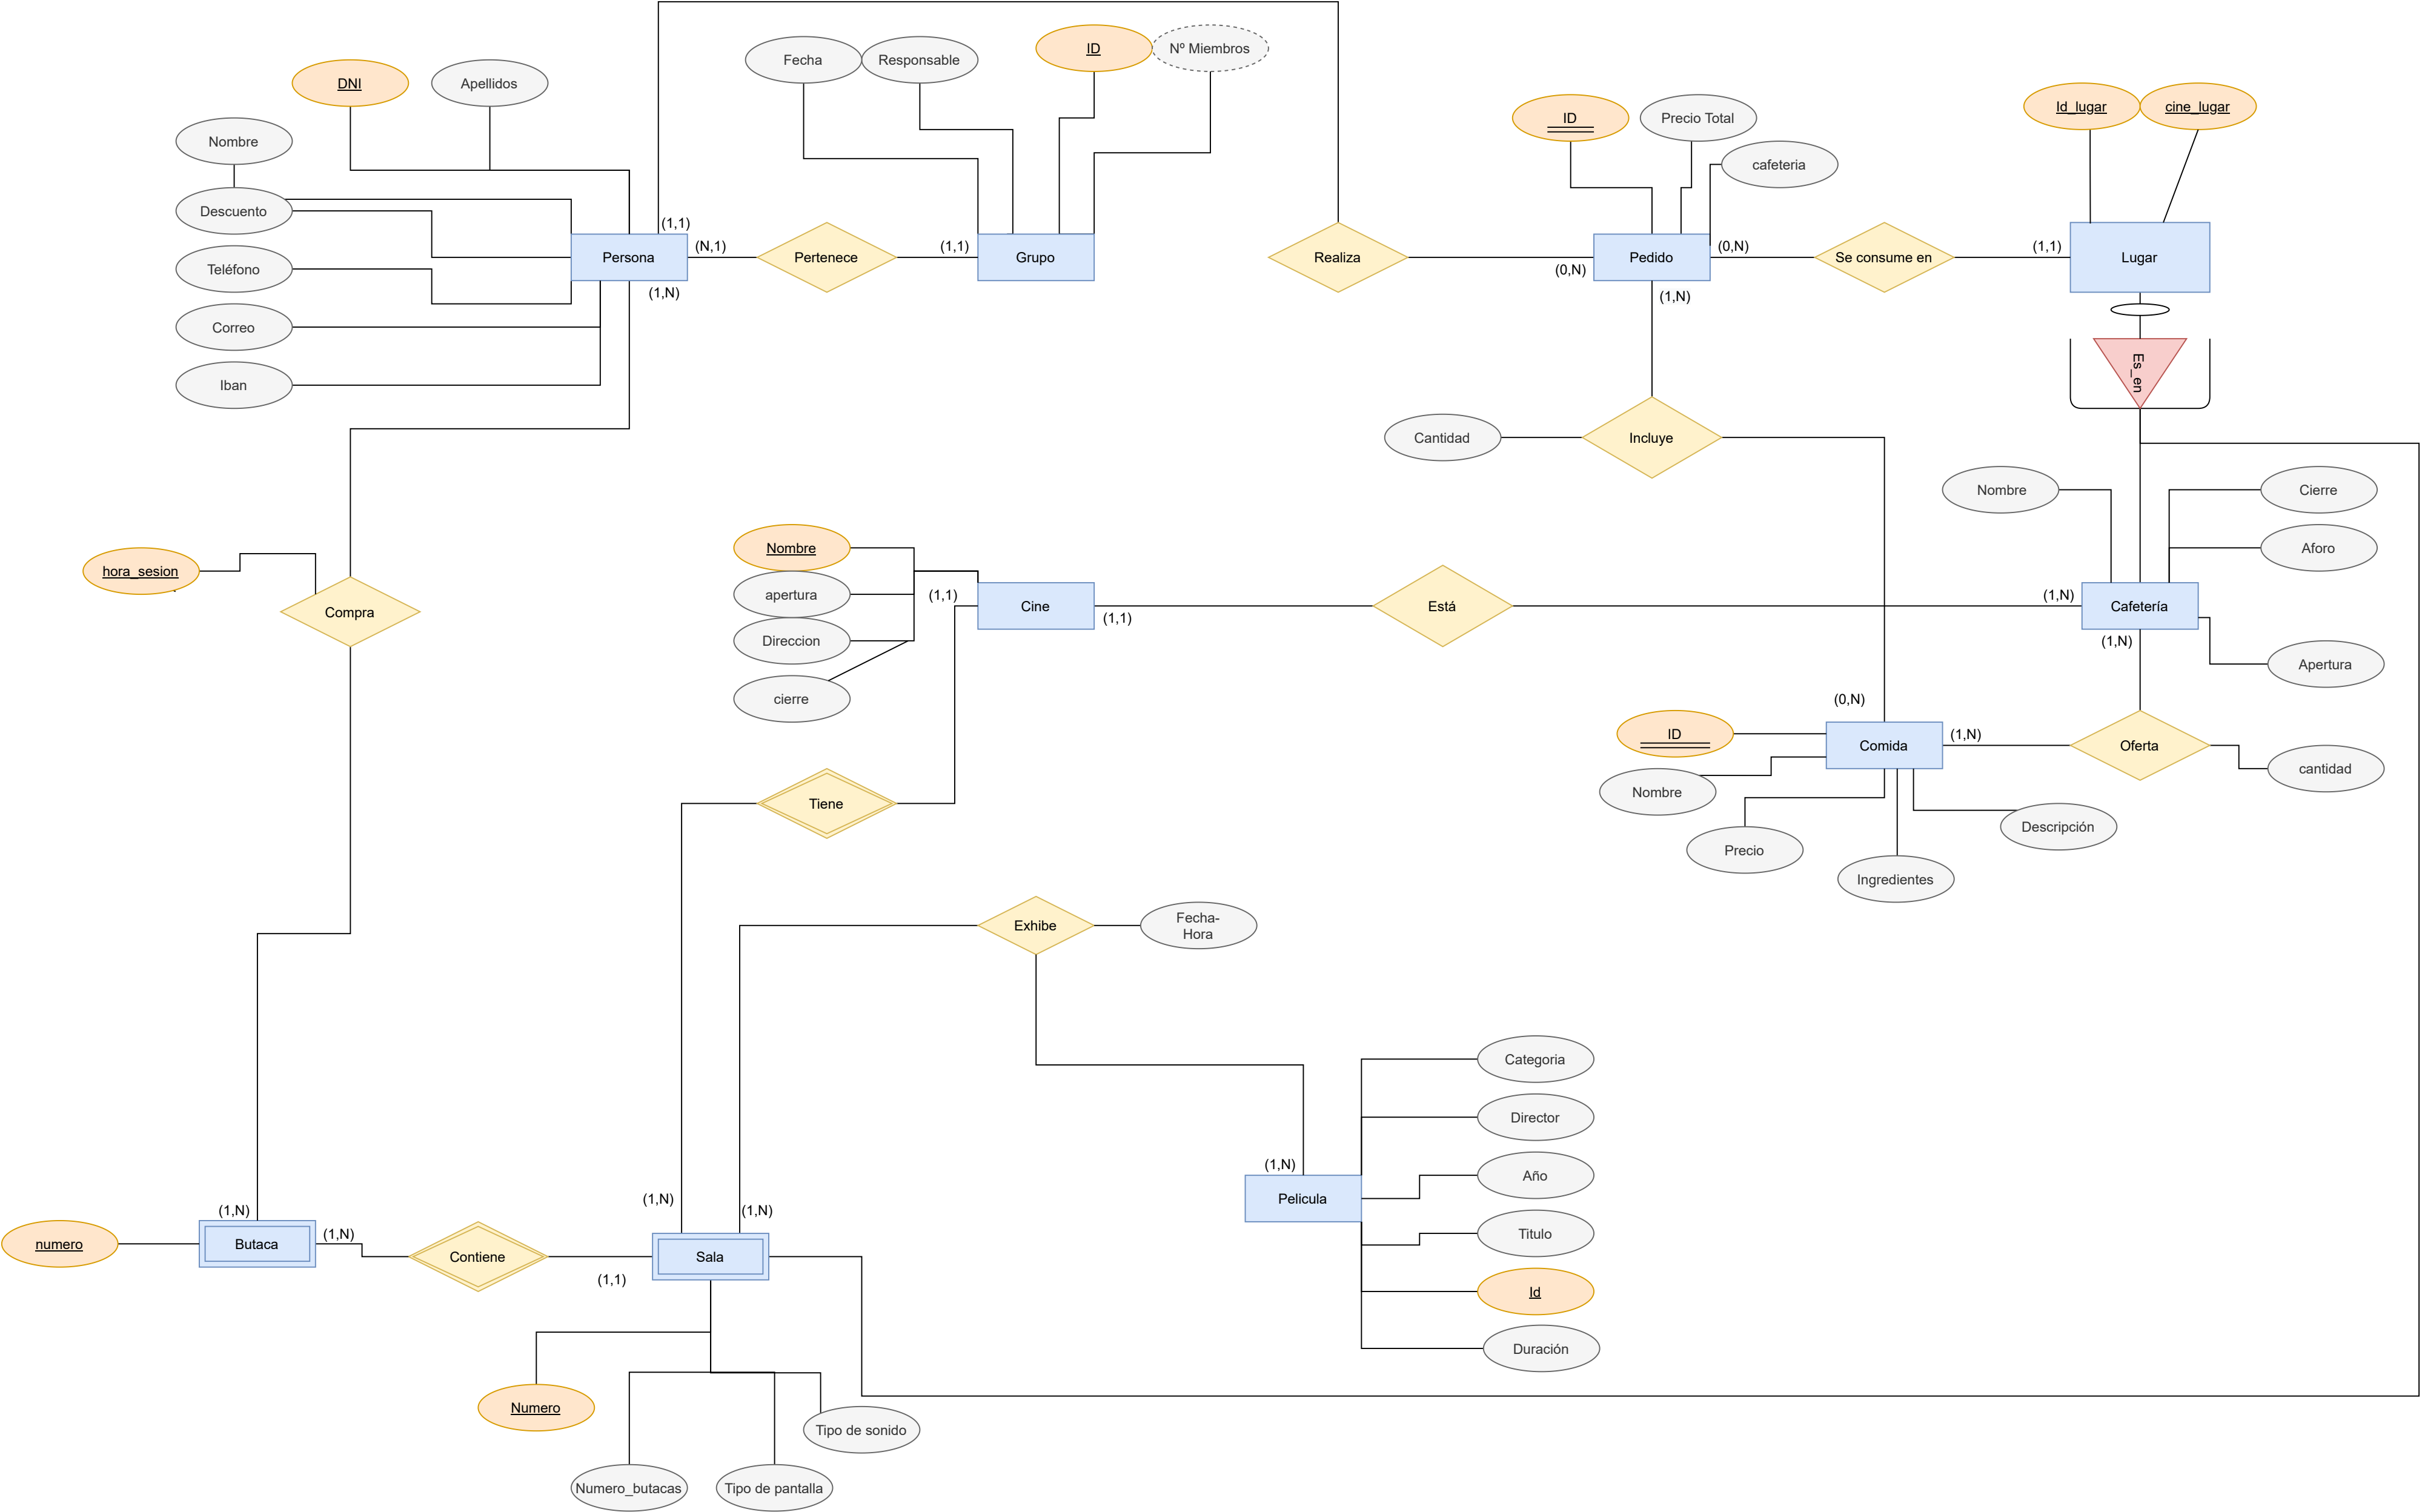 Fecha
Responsable
ID
Nº Miembros
DNI
Apellidos
Nombre
Descuento
Teléfono
Correo
Iban
Persona
(1,1)
(N,1)
(1,N)
Pertenece
(1,1)
Grupo
Realiza
(0,N)
ID
Precio Total
cafeteria
Pedido
(0,N)
(1,N)
Se consume en
(1,1)
Id_lugar
cine_lugar
Lugar
Es_en
Cantidad
Incluye
Nombre
Cierre
Aforo
hora_sesion
Compra
Nombre
apertura
Direccion
cierre
(1,1)
Cine
(1,1)
Está
(1,N)
Cafetería
(1,N)
Apertura
(0,N)
ID
Comida
(1,N)
Oferta
cantidad
Nombre
Precio
Ingredientes
Descripción
Tiene
Exhibe
Fecha-
Hora
Categoria
Director
Año
Titulo
Id
Duración
(1,N)
Pelicula
(1,N)
(1,N)
(1,N)
(1,N)
numero
Butaca
Contiene
(1,1)
Sala
Numero
Tipo de sonido
Numero_butacas
Tipo de pantalla